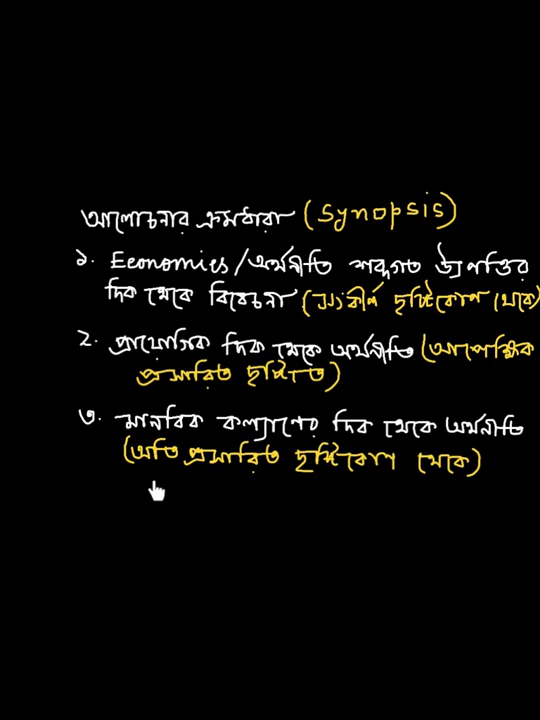 আলোচনার ক্রমধারা (Synopsis)
১. Economics/অর্থনীতি শব্দগত উৎপত্তির
দিক থেকে বিবেচনা (সংকীর্ণ দৃষ্টিকোণ থেকে)
২. প্রায়োগিক দিক থেকে অর্থনীতি (আপেক্ষিক
প্রসারিত দৃষ্টিতে)
৩. মানবিক কল্যাণের দিক থেকে অর্থনীতি
(অতি প্রসারিত দৃষ্টিকোণ থেকে)